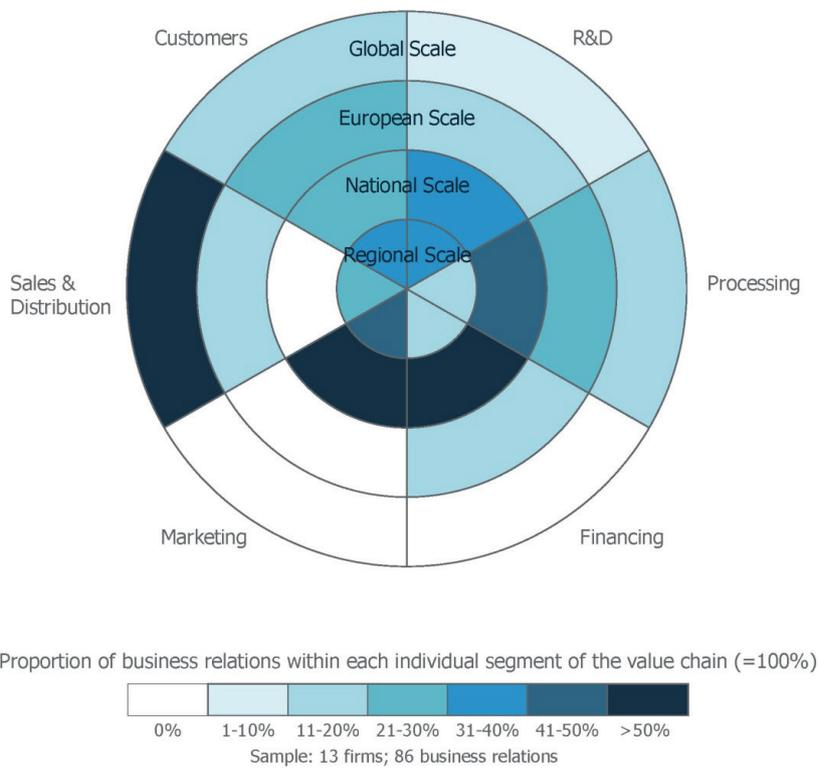 Customers
R&D
Global Scale
European Scale
National Scale
Regional Scale
Sales &
Distribution
Processing
Marketing
Financing
Proportion of business relations within each individual segment of the value chain (=100%)
0% 1-10% 11-20% 21-30% 31-40% 41-50% >50%
Sample: 13 firms; 86 business relations